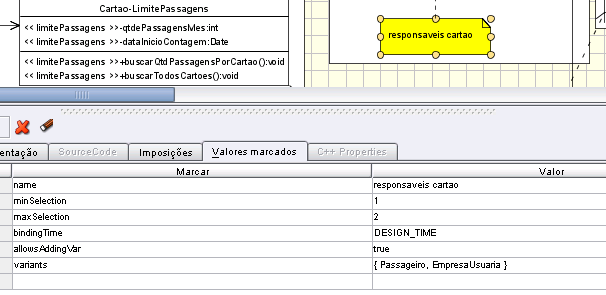 Cartao-LimitePassagens
<< limitePassagens >>-qtdePassagensMes:int
<< limitePassagens >>-dataInicioContagem:Date
<< limitePassagens >>+buscarQtdPassagensPorCartao():void
<< limitePassagens >>+buscarTodosCartoes():void
responsaveis cartao
entação SourceCode Imposições Valores marcados C++ Properties
Marcar Valor
name responsaveis cartao
minSelection 1
maxSelection 2
bindingTime DESIGN_TIME
allowsAddingVar true
variants { Passageiro, EmpresaUsuaria }